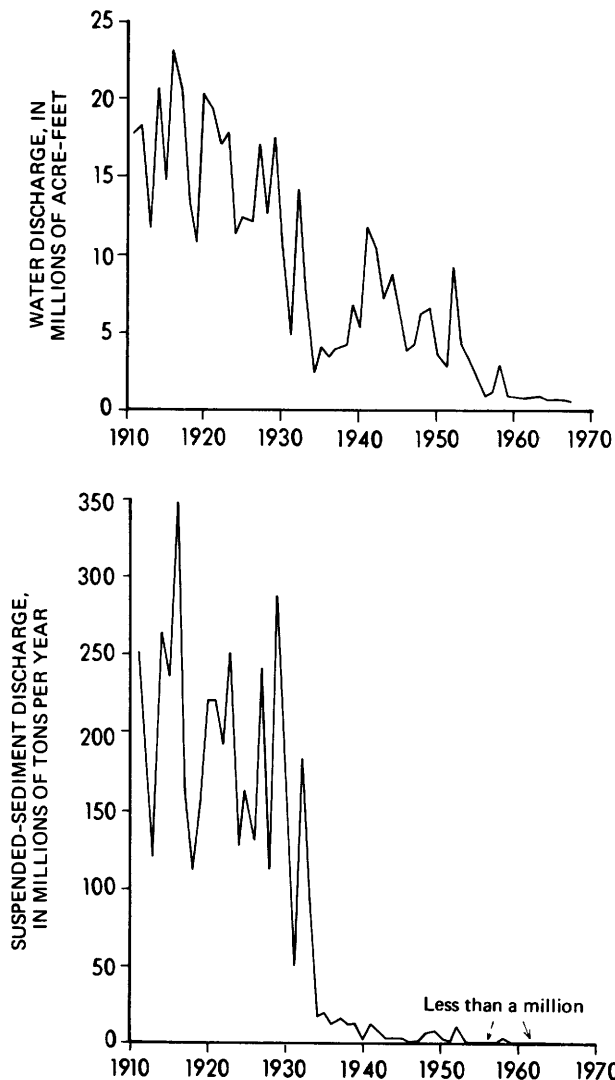 25
20
15
10
5
0
WATER DISCHARGE, IN
MILLIONS OF ACRE-FEET
1910 1920 1930 1940 1950 1960 1970
350
300
250
200
150
100
50
0
SUSPENDED-SEDIMENT DISCHARGE,
IN MILLIONS OF TONS PER YEAR
Less than a million
1910 1920 1930 1940 1950 1960 1970